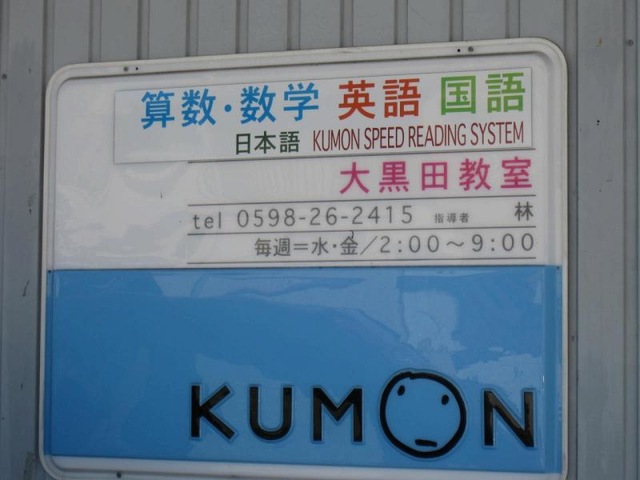 算数・数学 英語 国語
日本語 KUMON SPEED READING SYSTEM
大黒田教室
tel 0598-26-2415 指導者 林
毎週=水・金/2:00〜9:00
KUMON